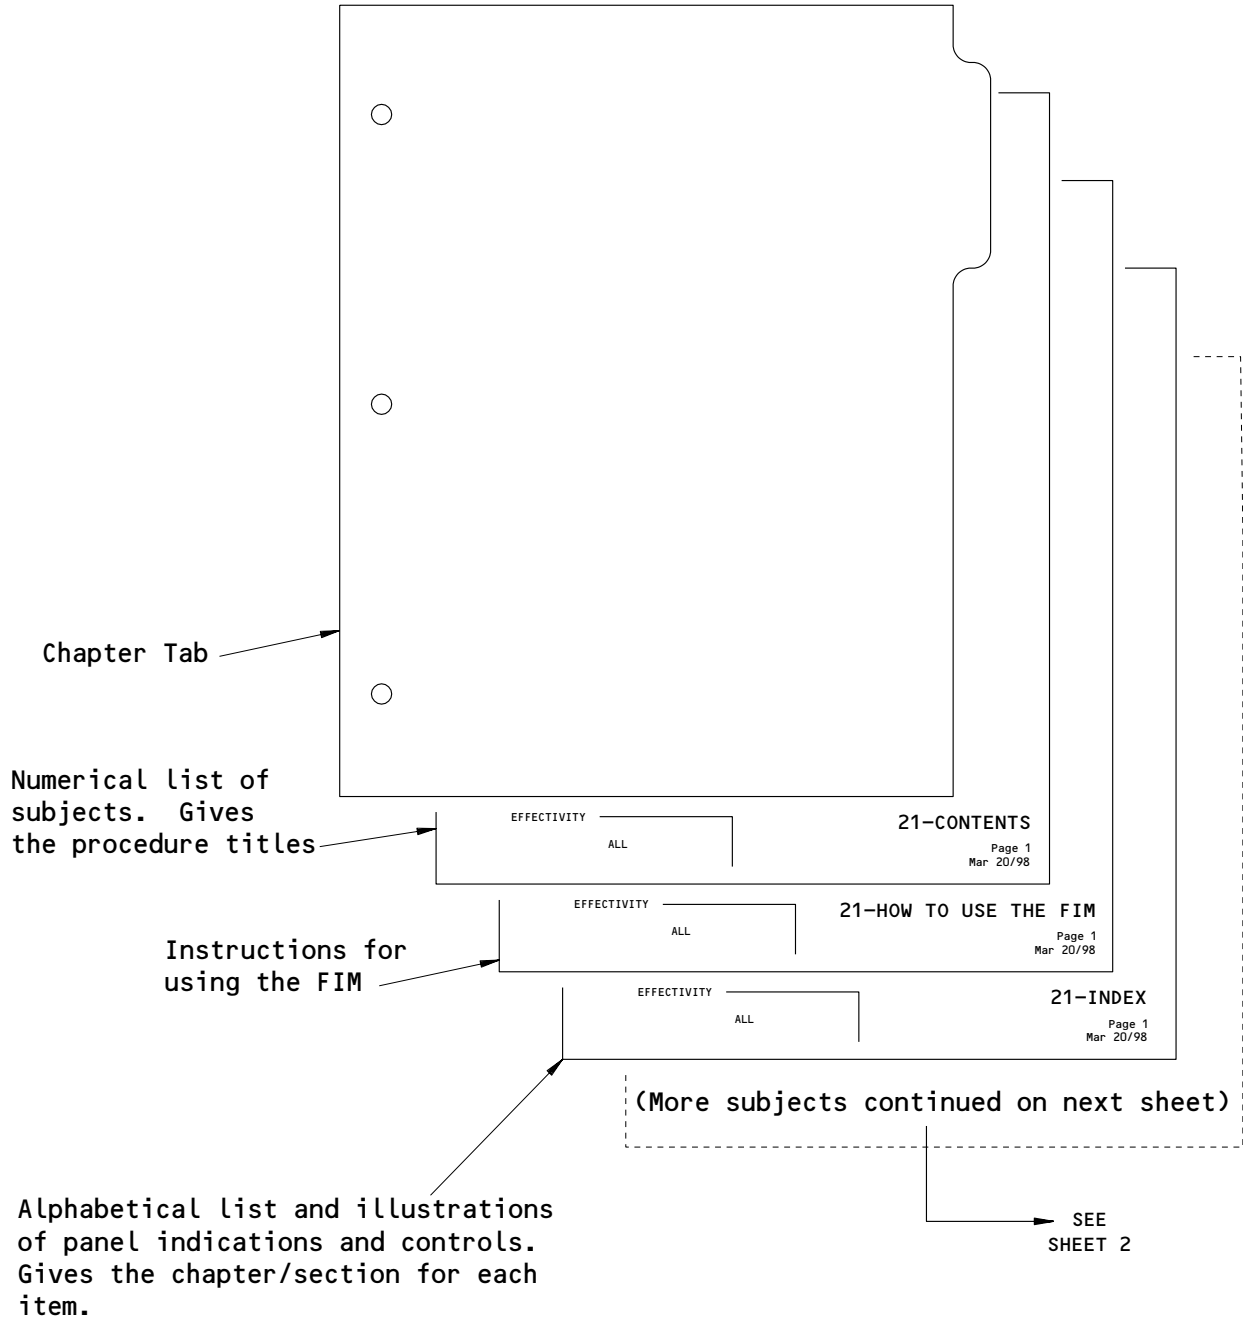 Chapter Tab
Numerical list of
subjects.  Gives
the procedure titles
EFFECTIVITY
ALL
21-CONTENTS
Page 1
Mar 20/98
Instructions for
using the FIM
EFFECTIVITY
ALL
21-HOW TO USE THE FIM
Page 1
Mar 20/98
EFFECTIVITY
ALL
21-INDEX
Page 1
Mar 20/98
(More subjects continued on next sheet)
Alphabetical list and illustrations
of panel indications and controls.
Gives the chapter/section for each
item.
SEE
SHEET 2